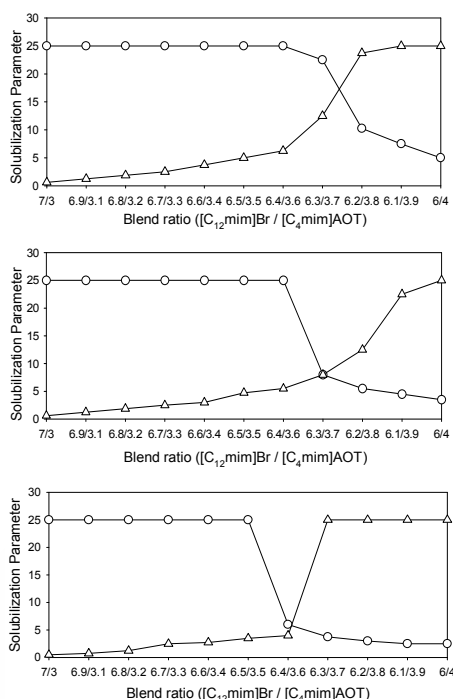 Solubilization Parameter
30
25
20
15
10
5
0
7/3 6.9/3.1 6.8/3.2 6.7/3.3 6.6/3.4 6.5/3.5 6.4/3.6 6.3/3.7 6.2/3.8 6.1/3.9 6/4
Blend ratio ([C12mim]Br / [C4mim]AOT)
Solubilization Parameter
30
25
20
15
10
5
0
7/3 6.9/3.1 6.8/3.2 6.7/3.3 6.6/3.4 6.5/3.5 6.4/3.6 6.3/3.7 6.2/3.8 6.1/3.9 6/4
Blend ratio ([C12mim]Br / [C4mim]AOT)
Solubilization Parameter
30
25
20
15
10
5
0
7/3 6.9/3.1 6.8/3.2 6.7/3.3 6.6/3.4 6.5/3.5 6.4/3.6 6.3/3.7 6.2/3.8 6.1/3.9 6/4
Blend ratio ([C12mim]Br / [C4mim]AOT)